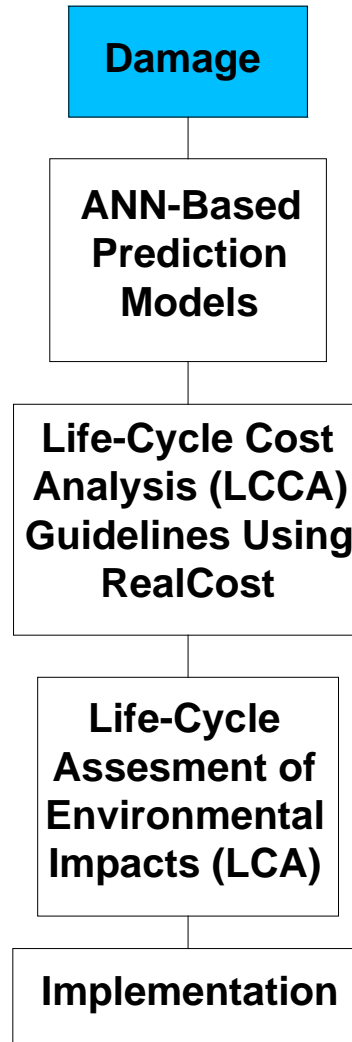 Damage
ANN-Based
Prediction
Models
Life-Cycle Cost
Analysis (LCCA)
Guidelines Using
RealCost
Life-Cycle
Assesment of
Environmental
Impacts (LCA)
Implementation